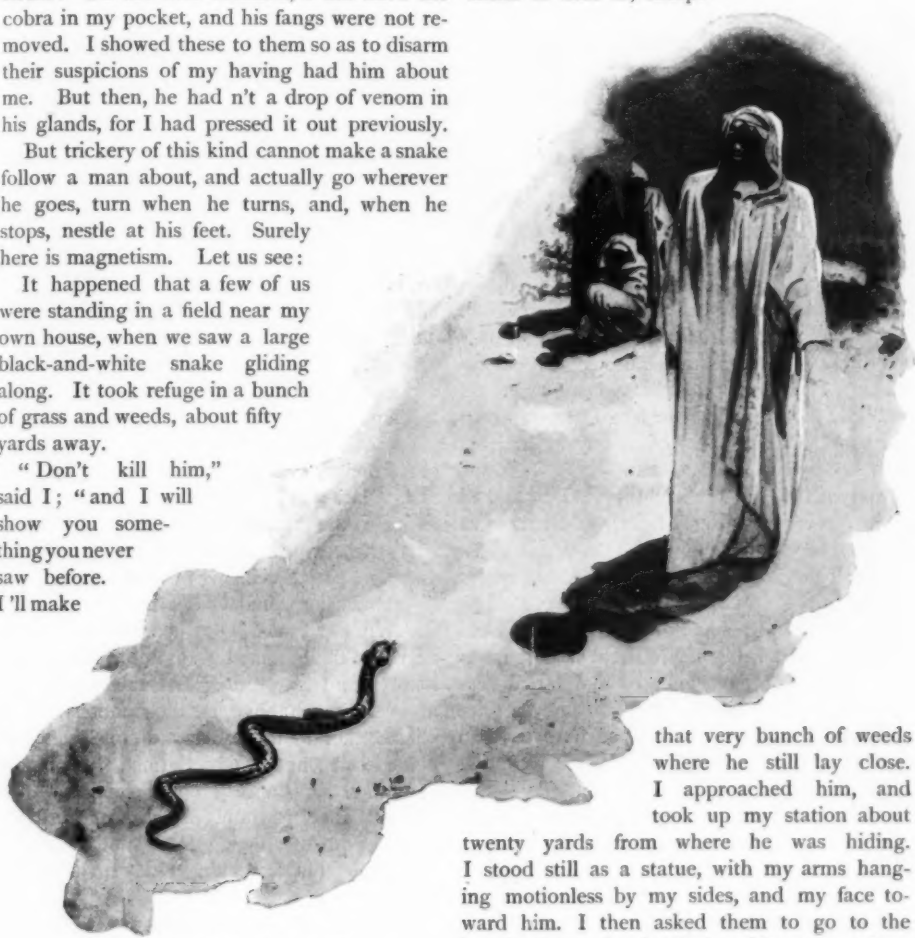 cobra in my pocket, and his fangs were not re-
moved. I showed these to them so as to disarm
their suspicions of my having had him about
me. But then, he had n't a drop of venom in
his glands, for I had pressed it out previously.
But trickery of this kind cannot make a snake
follow a man about, and actually go wherever
he goes, turn when he turns, and, when he
stops, nestle at his feet. Surely
here is magnetism. Let us see:
It happened that a few of us
were standing in a field near my
own house, when we saw a large
black-and-white snake gliding
along. It took refuge in a bunch
of grass and weeds, about fifty
yards away.
"Don't kill him,"
said I; "and I will
show you some-
thing you never
saw before.
I 'll make
that very bunch of weeds
where he still lay close.
I approached him, and
took up my station about
twenty yards from where he was hiding.
I stood still as a statue, with my arms hang-
ing motionless by my sides, and my face to-
ward him. I then asked them to go to the